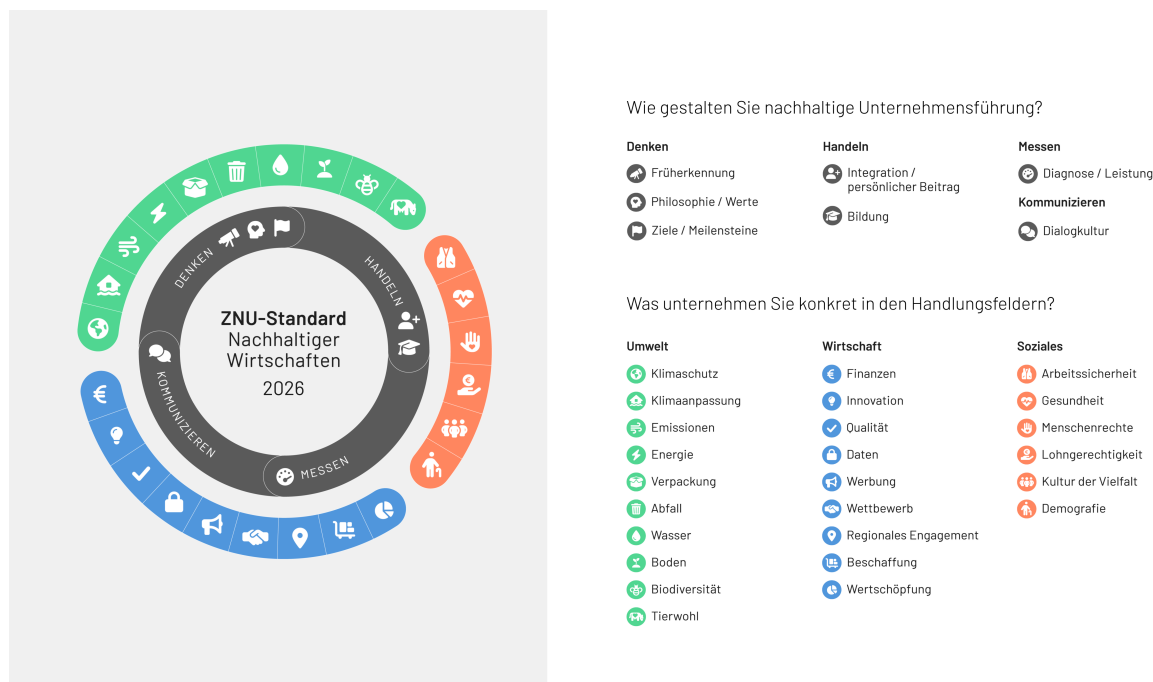 DENKEN
HANDELN
KOMMUNIZIEREN
MESSEN
ZNU-Standard
Nachhaltiger
Wirtschaften
2026
Wie gestalten Sie nachhaltige Unternehmensführung?
Denken
Früherkennung
Philosophie / Werte
Ziele / Meilensteine
Handeln
Integration /
persönlicher Beitrag
Bildung
Messen
Diagnose / Leistung
Kommunizieren
Dialogkultur
Was unternehmen Sie konkret in den Handlungsfeldern?
Umwelt
Klimaschutz
Klimaanpassung
Emissionen
Energie
Verpackung
Abfall
Wasser
Boden
Biodiversität
Tierwohl
Wirtschaft
Finanzen
Innovation
Qualität
Daten
Werbung
Wettbewerb
Regionales Engagement
Beschaffung
Wertschöpfung
Soziales
Arbeitssicherheit
Gesundheit
Menschenrechte
Lohngerechtigkeit
Kultur der Vielfalt
Demografie